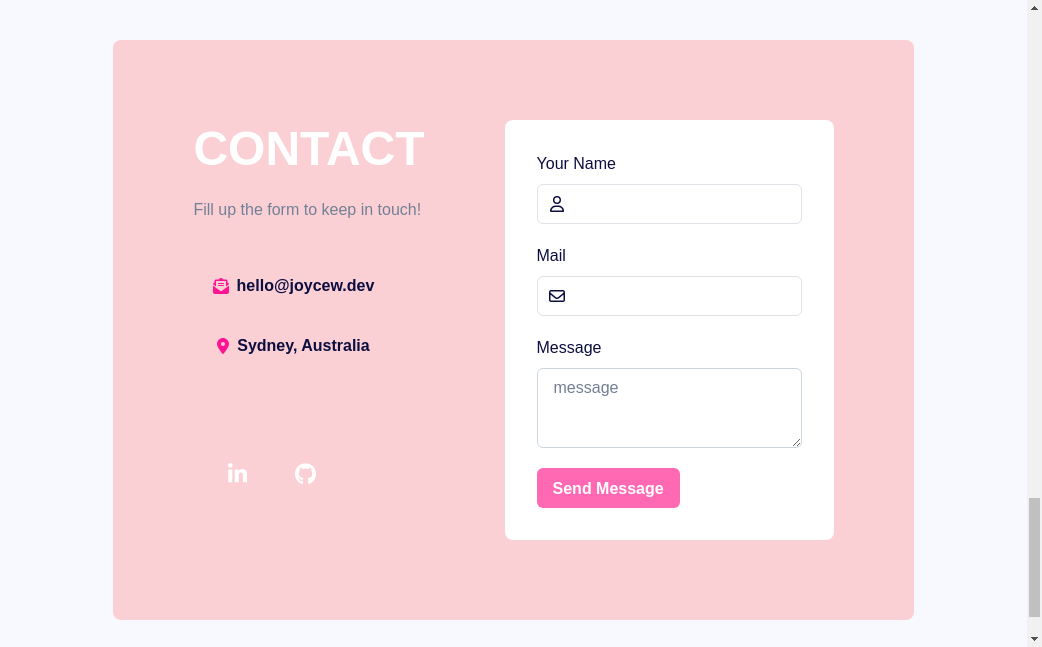 CONTACT
Fill up the form to keep in touch!
hello@joycew.dev
Sydney, Australia
Your Name
Mail
Message
message
Send Message